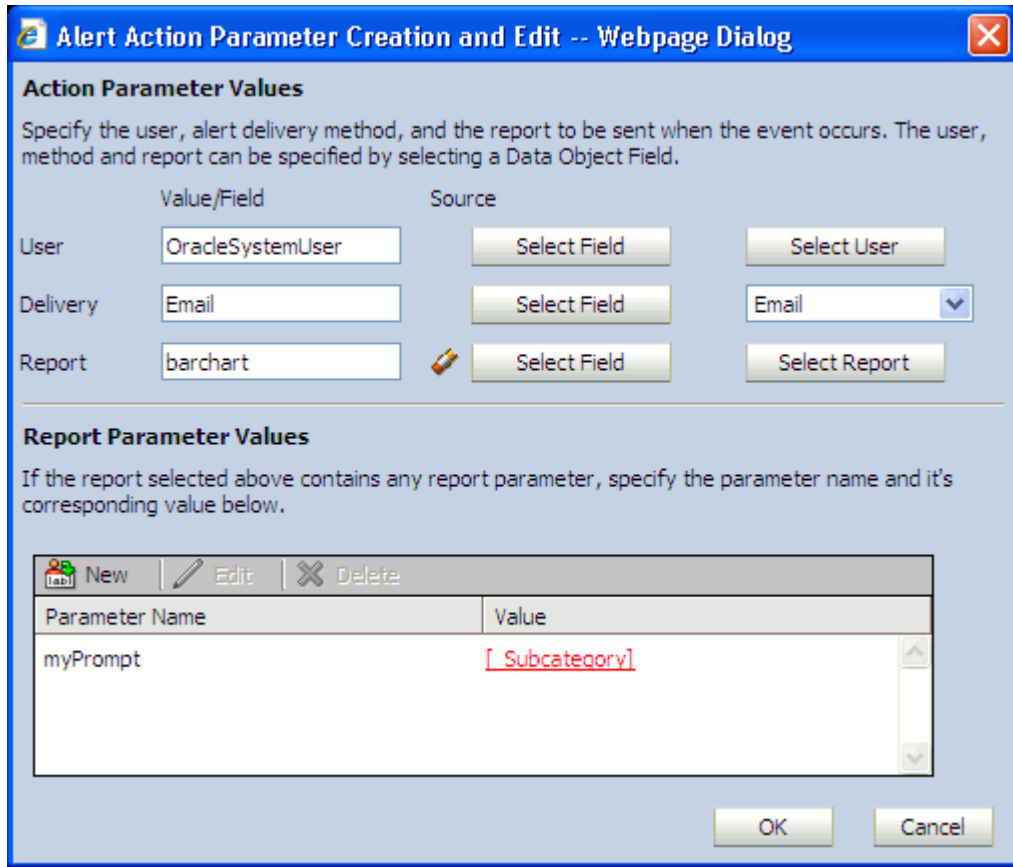 Alert Action Parameter Creation and Edit -- Webpage Dialog
Action Parameter Values
Specify the user, alert delivery method, and the report to be sent when the event occurs. The user,
method and report can be specified by selecting a Data Object Field.
Value/Field Source
User OracleSystemUser Select Field Select User
Delivery Email Select Field Email
Report barchart Select Field Select Report
Report Parameter Values
If the report selected above contains any report parameter, specify the parameter name and it's
corresponding value below.
New Edit Delete
Parameter Name Value
myPrompt [_Subcategory]
OK Cancel